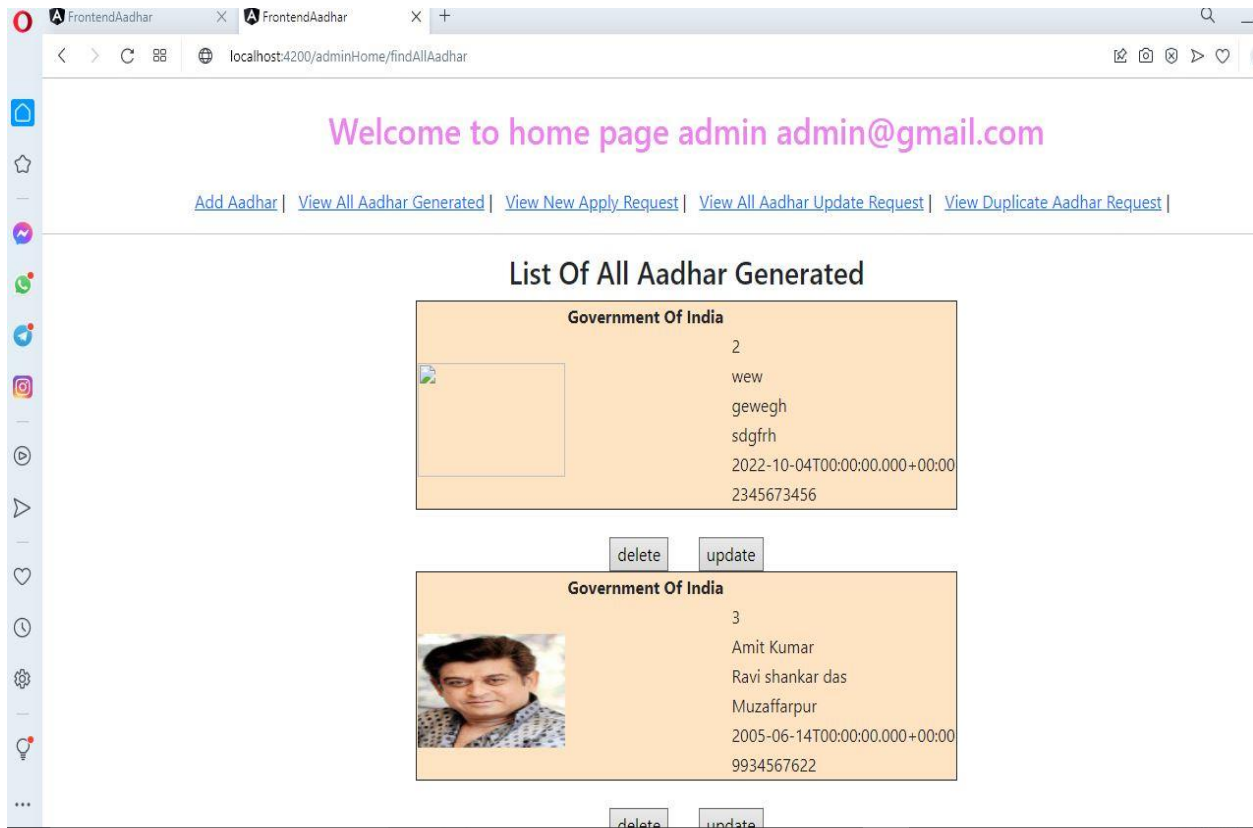 FrontendAadhar
FrontendAadhar
localhost:4200/adminHome/findAllAadhar
Welcome to home page admin admin@gmail.com
Add Aadhar | View All Aadhar Generated | View New Apply Request | View All Aadhar Update Request | View Duplicate Aadhar Request |
List Of All Aadhar Generated
Government Of India
2
wew
gewegh
sdgfrh
2022-10-04T00:00:00.000+00:00
2345673456
delete update
Government Of India
3
Amit Kumar
Ravi shankar das
Muzaffarpur
2005-06-14T00:00:00.000+00:00
9934567622
delete update